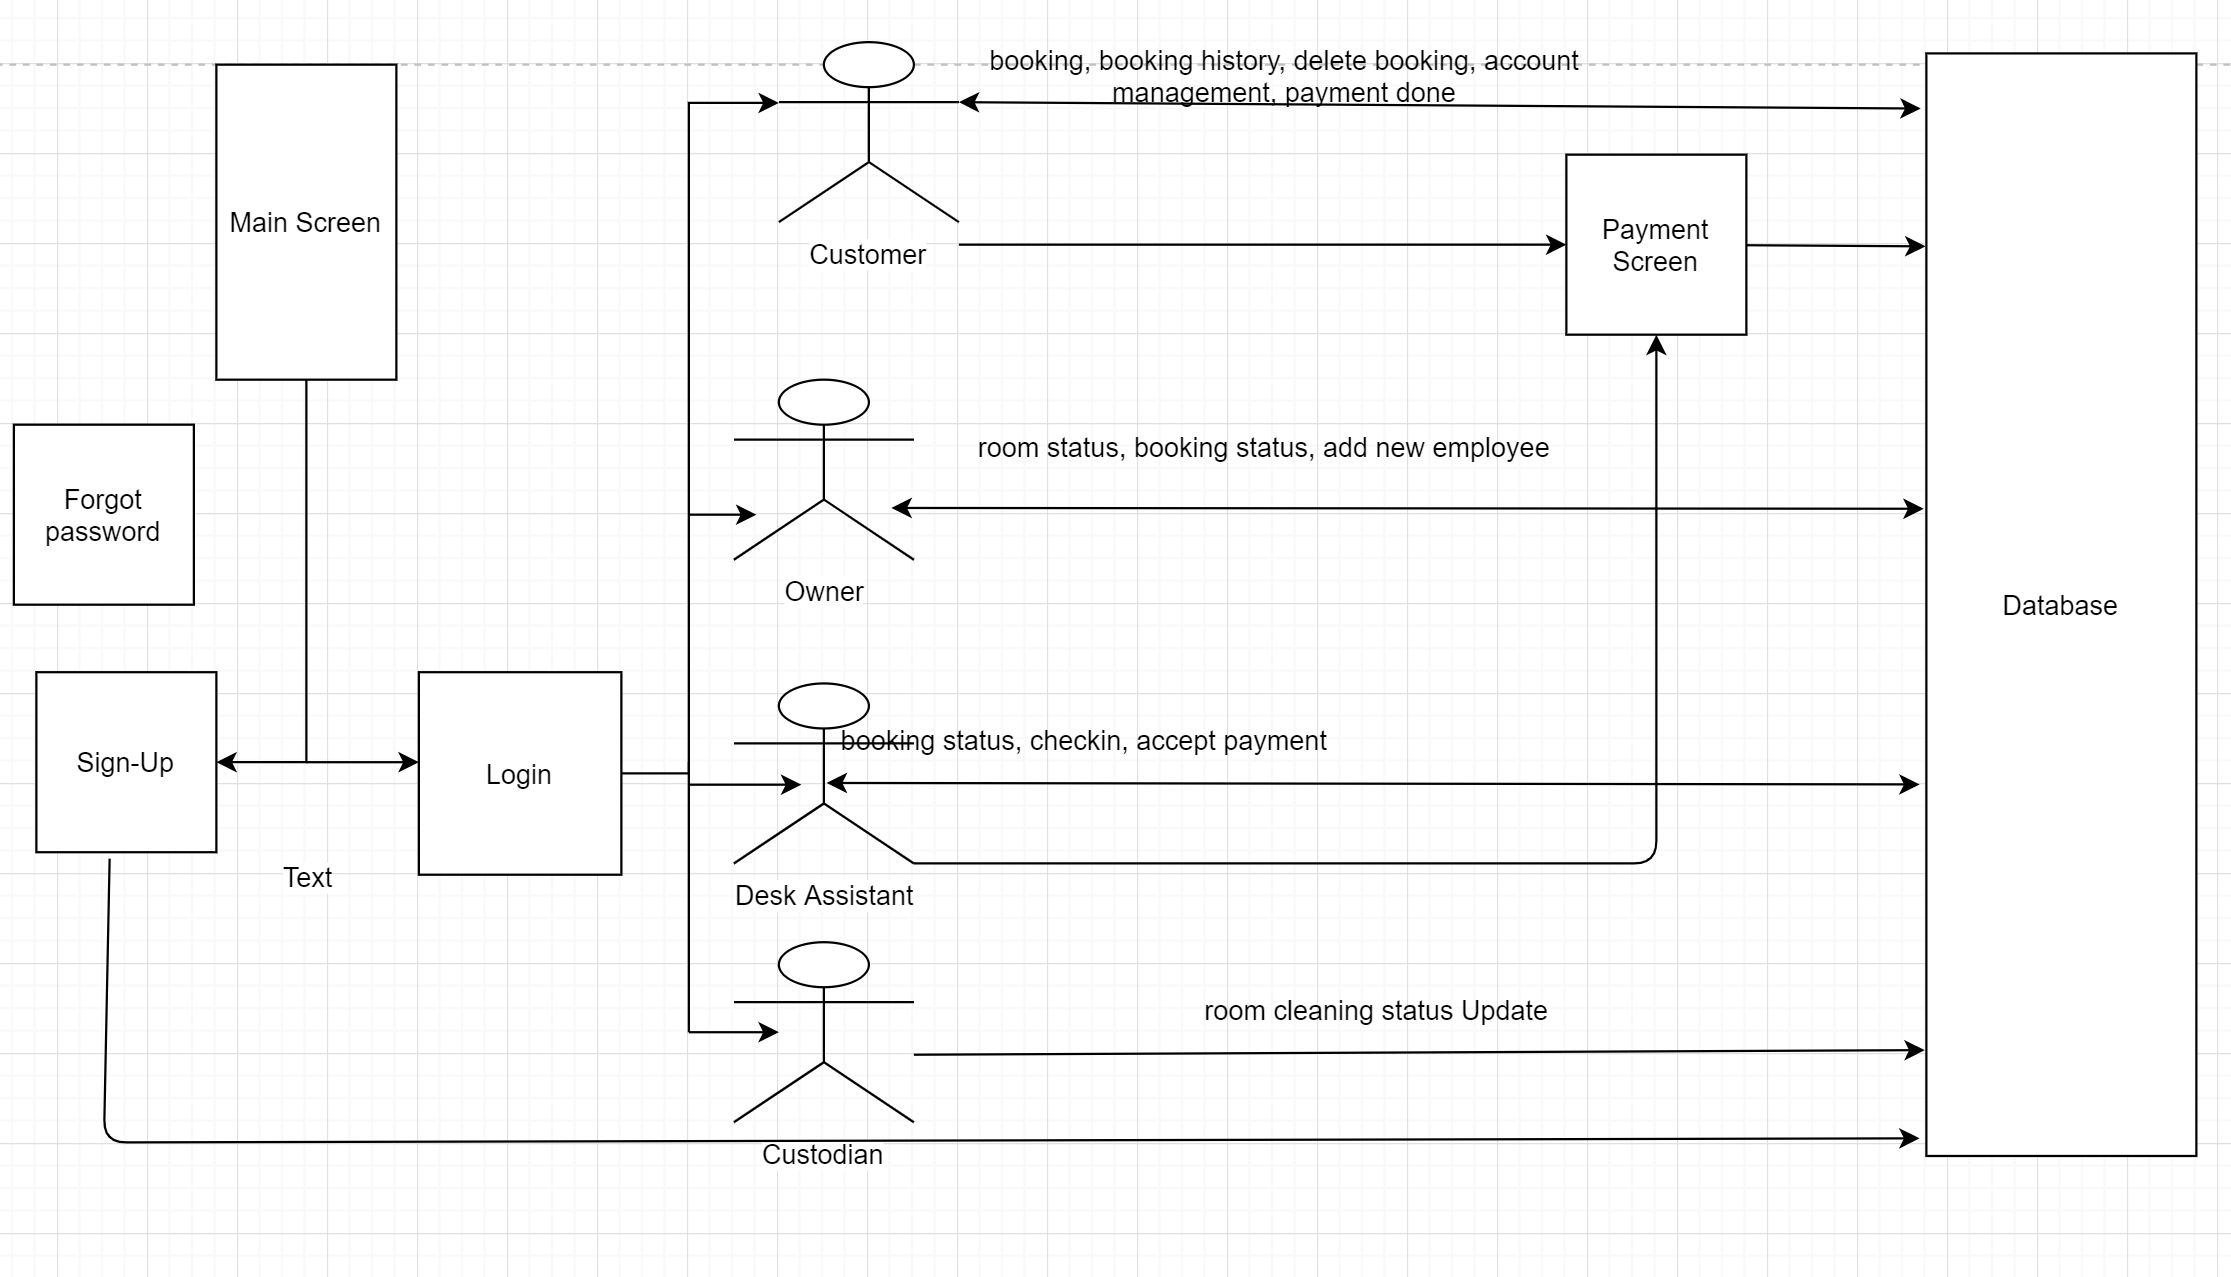 booking, booking history, delete booking, account
management, payment done
Main Screen
Customer
Payment
Screen
room status, booking status, add new employee
Forgot
password
Owner
Database
booking status, checkin, accept payment
Sign-Up
Login
Text
Desk Assistant
room cleaning status Update
Custodian